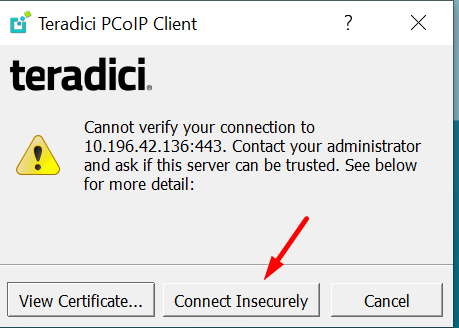 Teradici PCoIP Client
?
teradici®
Cannot verify your connection to
10.196.42.136:443. Contact your administrator
and ask if this server can be trusted. See below
for more detail:
View Certificate... Connect Insecurely Cancel